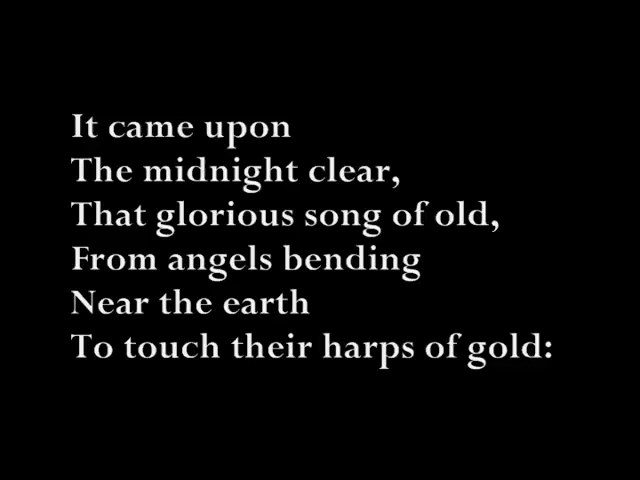 It came upon
The midnight clear,
That glorious song of old,
From angels bending
Near the earth
To touch their harps of gold: